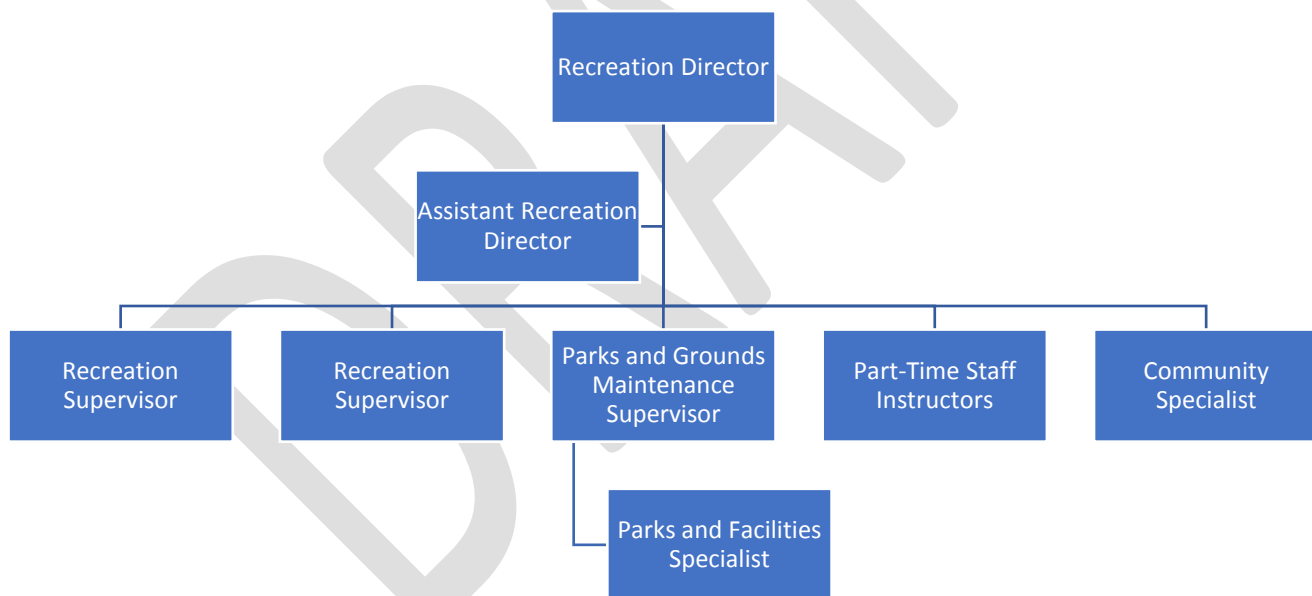 Recreation Director
Assistant Recreation
Director
Recreation
Supervisor
Recreation
Supervisor
Parks and Grounds
Maintenance
Supervisor
Part-Time Staff
Instructors
Community
Specialist
Parks and Facilities
Specialist
DRAF